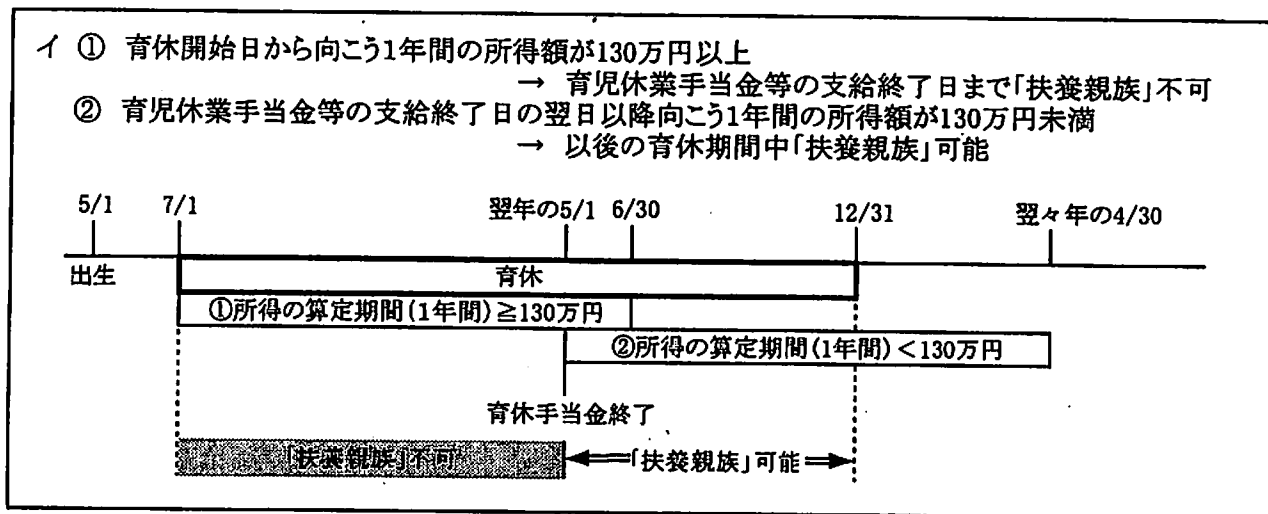 イ ① 育休開始日から向こう1年間の所得額が130万円以上
→ 育児休業手当金等の支給終了日まで「扶養親族」不可
② 育児休業手当金等の支給終了日の翌日以降向こう1年間の所得額が130万円未満
→ 以後の育休期間中「扶養親族」可能
5/1 7/1 翌年の5/1 6/30 12/31 翌々年の4/30
出生 育休
①所得の算定期間(1年間)≧130万円
②所得の算定期間(1年間)<130万円
育休手当金終了
「扶養親族」不可 「扶養親族」可能